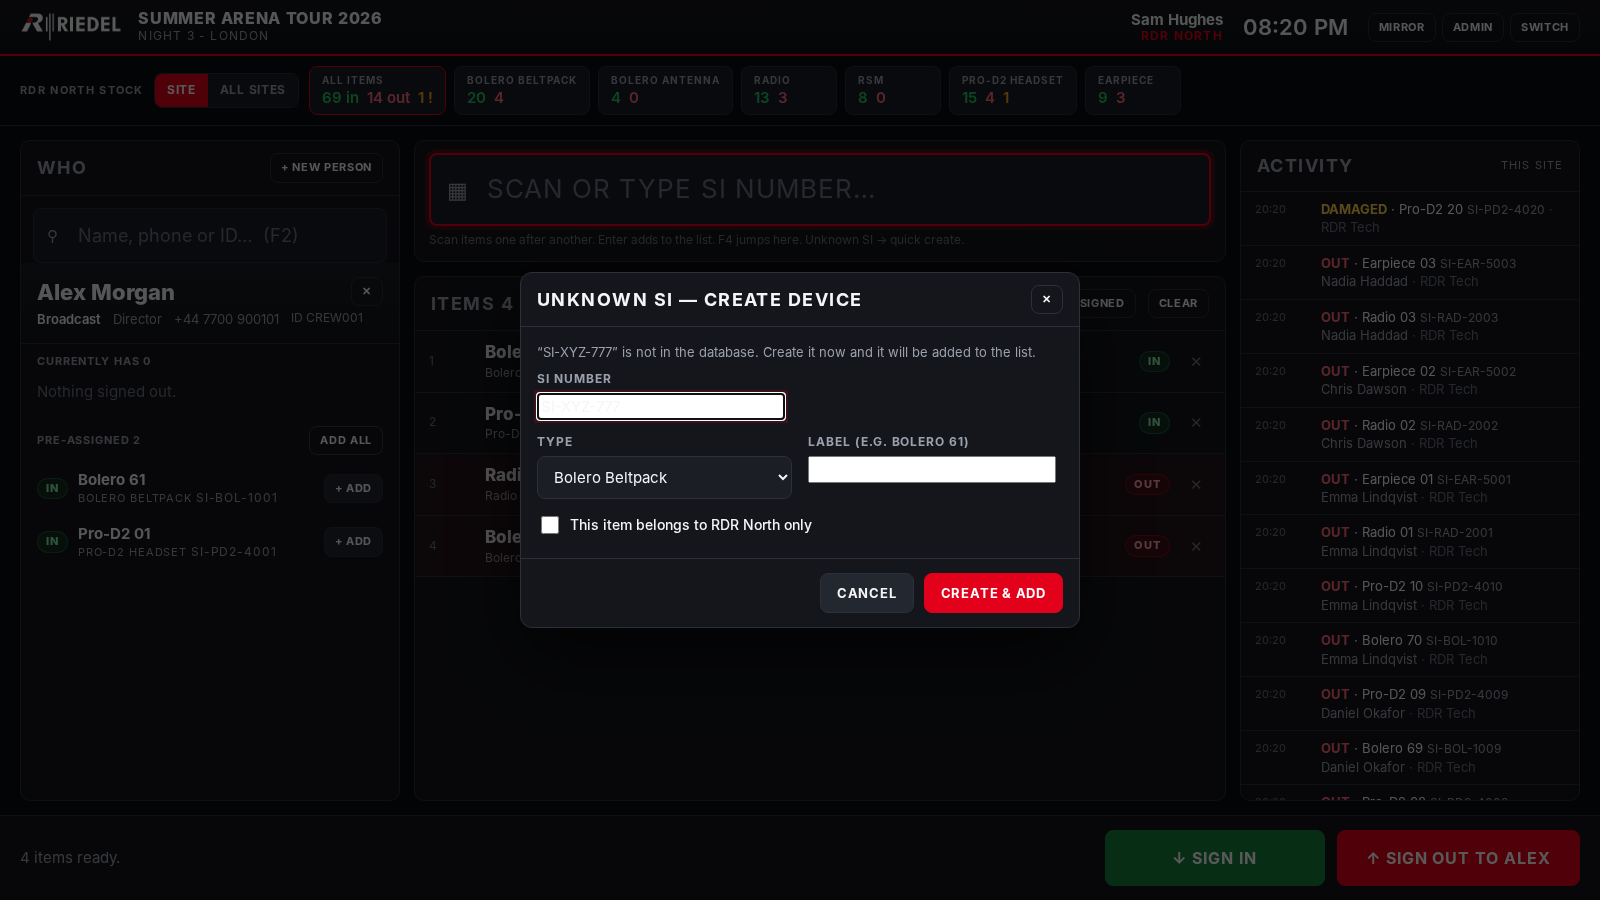 RIEDEL
SUMMER ARENA TOUR 2026
NIGHT 3 - LONDON
Sam Hughes
RDR NORTH
08:20 PM
MIRROR
ADMIN
SWITCH
RDR NORTH STOCK
SITE
ALL SITES
ALL ITEMS
69 in 14 out 1 !
BOLERO BELTPACK
20 4
BOLERO ANTENNA
4 0
RADIO
13 3
RSM
8 0
PRO-D2 HEADSET
15 4 1
EARPIECE
9 3
WHO
+ NEW PERSON
Name, phone or ID... (F2)
Alex Morgan
×
Broadcast Director +44 7700 900101 ID CREW001
CURRENTLY HAS 0
Nothing signed out.
PRE-ASSIGNED 2
ADD ALL
IN
Bolero 61
BOLERO BELTPACK SI-BOL-1001
+ ADD
IN
Pro-D2 01
PRO-D2 HEADSET SI-PD2-4001
+ ADD
SCAN OR TYPE SI NUMBER...
Scan items one after another. Enter adds to the list. F4 jumps here. Unknown SI → quick create.
ITEMS 4
SIGNED
CLEAR
1
Bole
Bolero
IN
×
2
Pro-
Pro-D
IN
×
3
Radi
Radio
OUT
×
4
Bole
Bolero
OUT
×
UNKNOWN SI — CREATE DEVICE
×
“SI-XYZ-777” is not in the database. Create it now and it will be added to the list.
SI NUMBER
SI-XYZ-777
TYPE
Bolero Beltpack
LABEL (E.G. BOLERO 61)
This item belongs to RDR North only
CANCEL
CREATE & ADD
ACTIVITY
THIS SITE
20:20
DAMAGED · Pro-D2 20 SI-PD2-4020 ·
RDR Tech
20:20
OUT · Earpiece 03 SI-EAR-5003
Nadia Haddad · RDR Tech
20:20
OUT · Radio 03 SI-RAD-2003
Nadia Haddad · RDR Tech
20:20
OUT · Earpiece 02 SI-EAR-5002
Chris Dawson · RDR Tech
20:20
OUT · Radio 02 SI-RAD-2002
Chris Dawson · RDR Tech
20:20
OUT · Earpiece 01 SI-EAR-5001
Emma Lindqvist · RDR Tech
20:20
OUT · Radio 01 SI-RAD-2001
Emma Lindqvist · RDR Tech
20:20
OUT · Pro-D2 10 SI-PD2-4010
Emma Lindqvist · RDR Tech
20:20
OUT · Bolero 70 SI-BOL-1010
Emma Lindqvist · RDR Tech
20:20
OUT · Pro-D2 09 SI-PD2-4009
Daniel Okafor · RDR Tech
20:20
OUT · Bolero 69 SI-BOL-1009
Daniel Okafor · RDR Tech
4 items ready.
↓ SIGN IN
↑ SIGN OUT TO ALEX